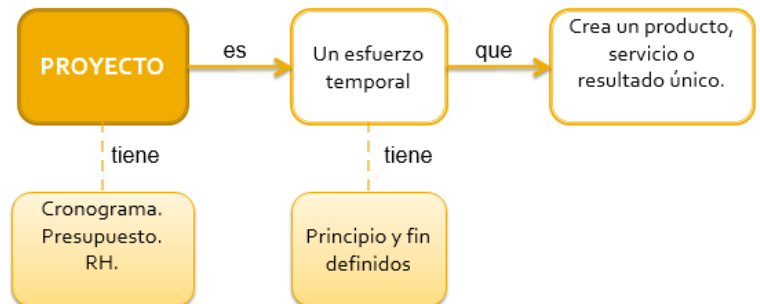 PROYECTO
es
Un esfuerzo
temporal
que
Crea un producto,
servicio o
resultado único.
tiene
tiene
Cronograma.
Presupuesto.
RH.
Principio y fin
definidos